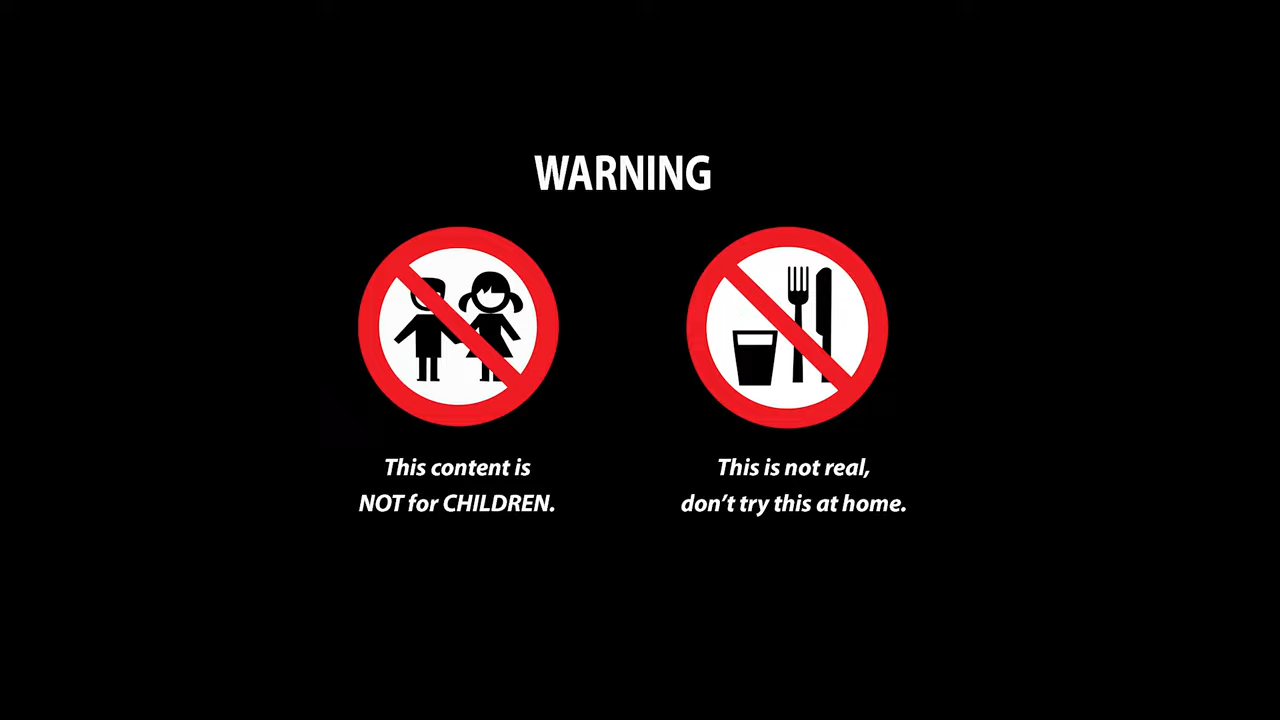 WARNING
This content is
NOT for CHILDREN.
This is not real,
don't try this at home.